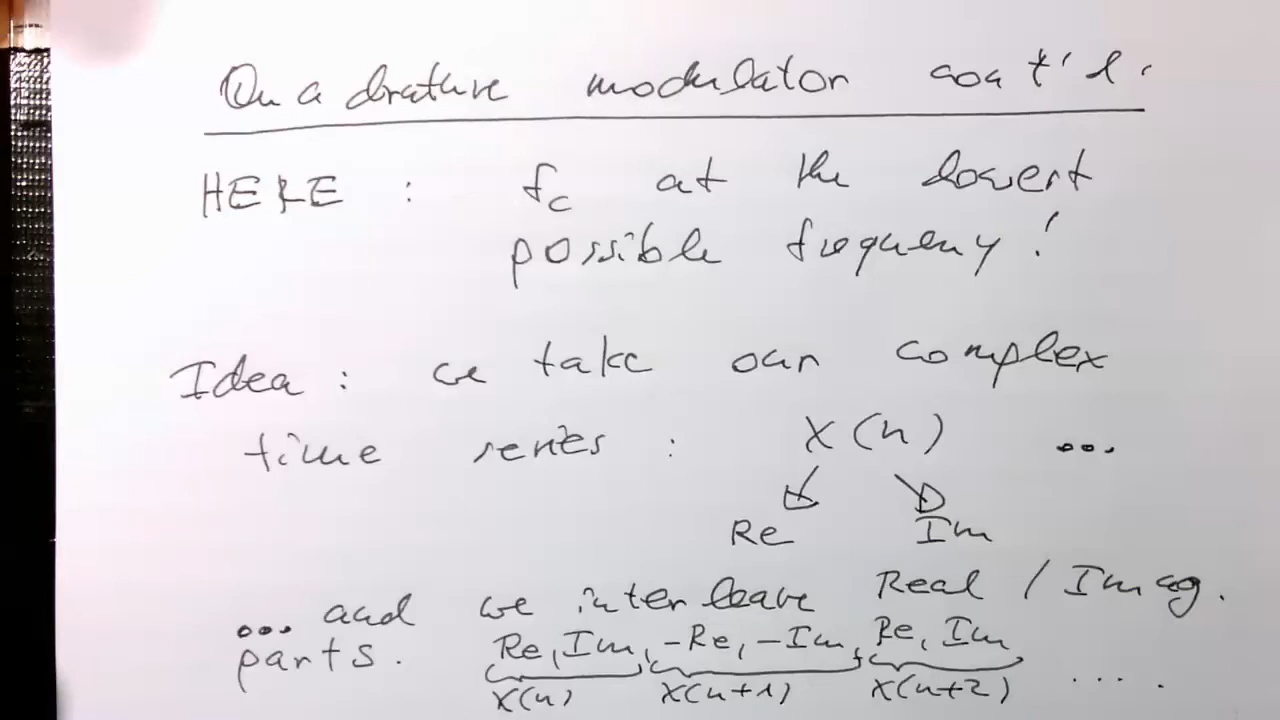 Quadrature modulator cont'd.
HERE : fc at the lowest
possible frequency!
Idea : we take our complex
time series : x(n) ...
Re Im
... and we interleave Real / Imag.
parts. Re, Im, -Re, -Im, Re, Im
x(n) x(n+1) x(n+2) ....